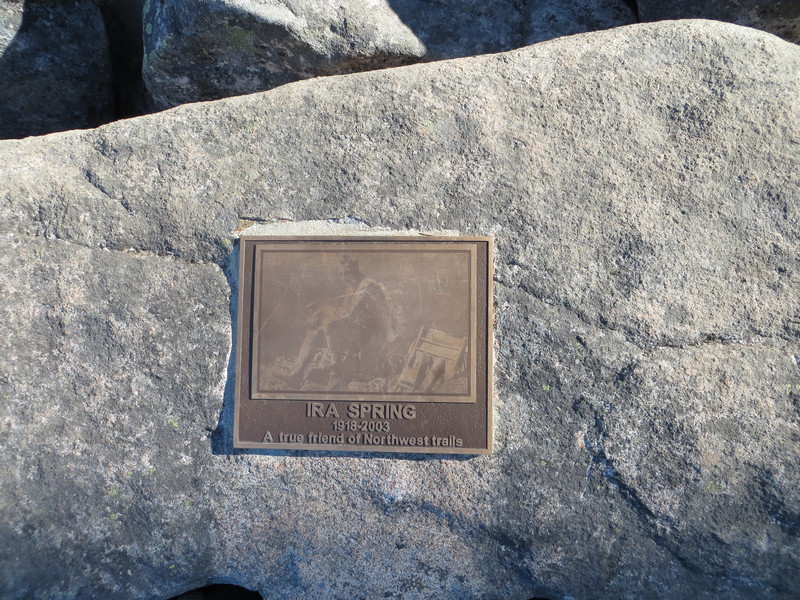 IRA SPRING
1918-2003
A true friend of Northwest trails